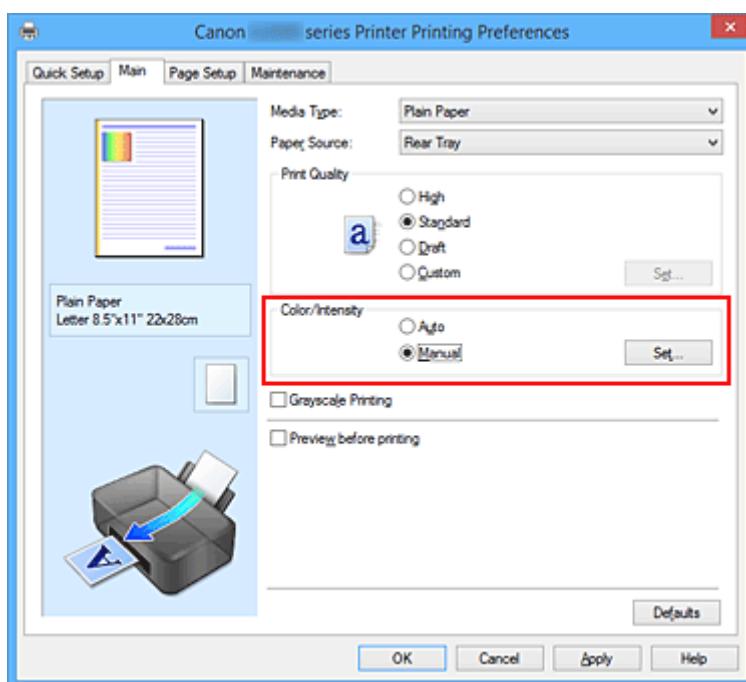 Canon series Printer Printing Preferences
Quick Setup Main Page Setup Maintenance
Media Type: Plain Paper
Paper Source: Rear Tray
Print Quality
High
a
Standard
Draft
Custom Set...
Plain Paper
Letter 8.5"x11" 22x28cm
Color/Intensity
Auto
Manual Set...
Grayscale Printing
Preview before printing
A
Defaults
OK Cancel Apply Help